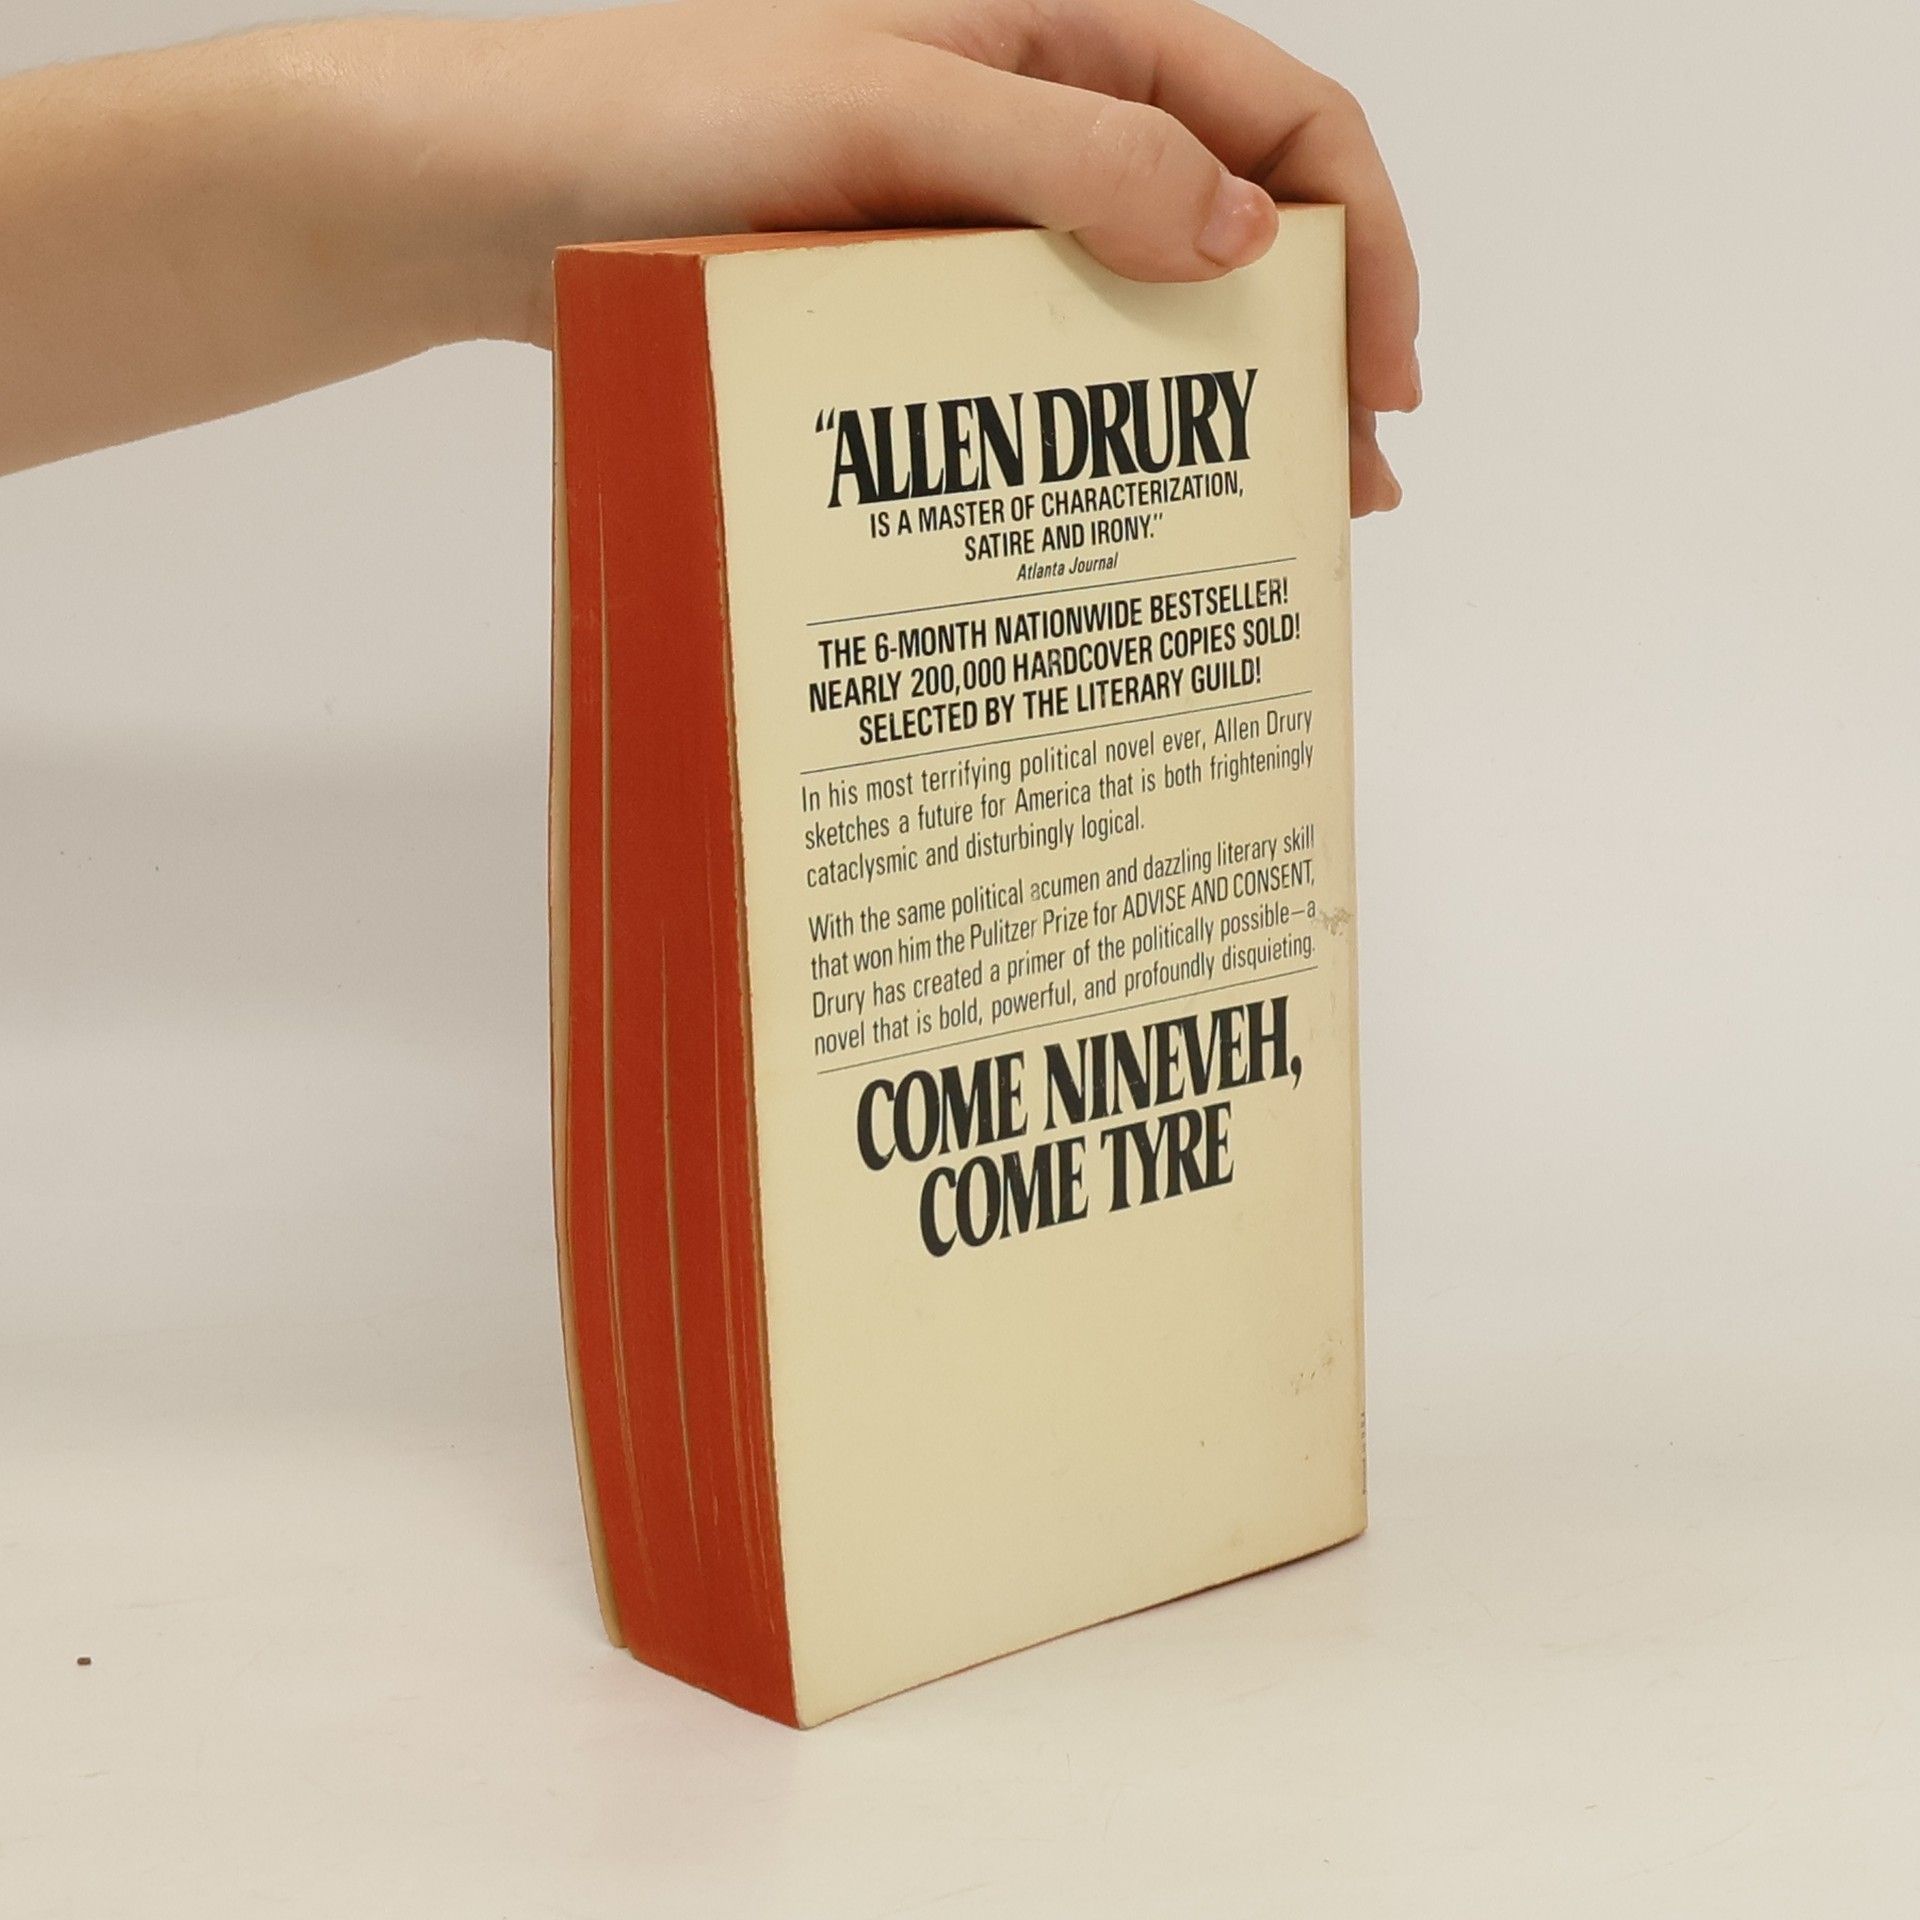 “ALLEN DRURY
IS A MASTER OF CHARACTERIZATION,
SATIRE AND IRONY.”
Atlanta Journal
THE 6-MONTH NATIONWIDE BESTSELLER!
NEARLY 200,000 HARDCOVER COPIES SOLD!
SELECTED BY THE LITERARY GUILD!
In his most terrifying political novel ever, Allen Drury
sketches a future for America that is both frighteningly
cataclysmic and disturbingly logical.
With the same political acumen and dazzling literary skill
that won him the Pulitzer Prize for ADVISE AND CONSENT,
Drury has created a primer of the politically possible—a
novel that is bold, powerful, and profoundly disquieting.
COME NINEVEH,
COME TYRE